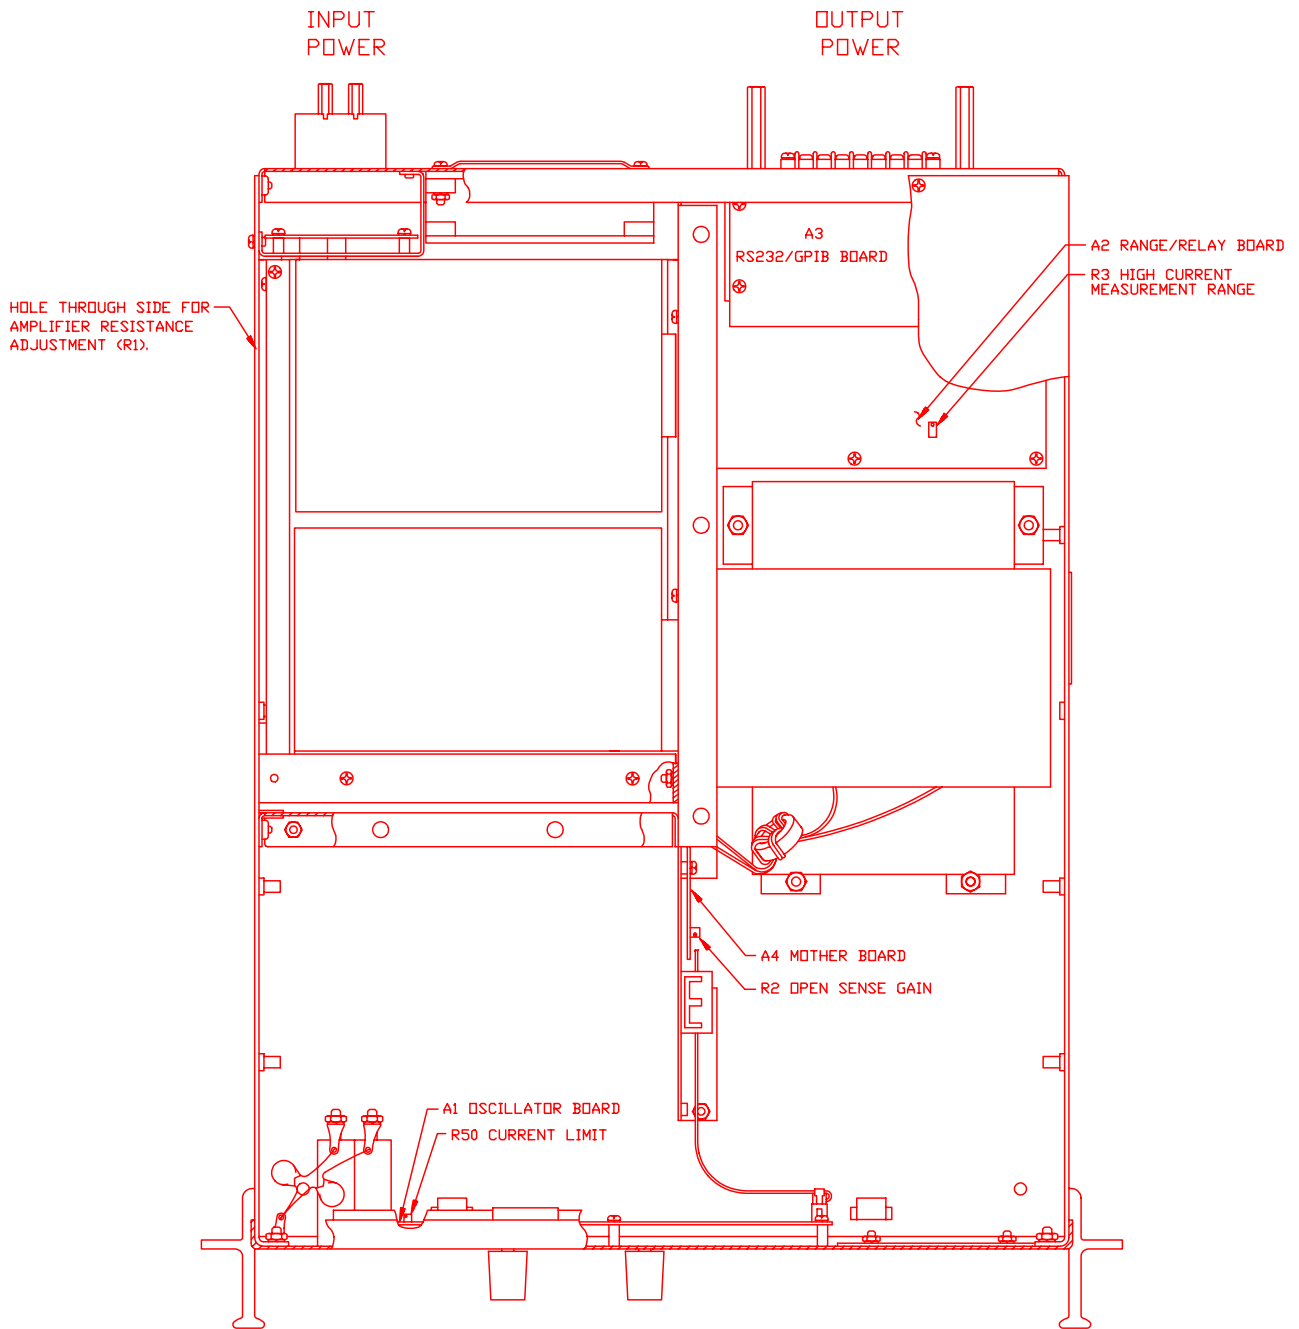 INPUT
POWER
OUTPUT
POWER
A3
RS232/GPIB BOARD
A2 RANGE/RELAY BOARD
R3 HIGH CURRENT
MEASUREMENT RANGE
HOLE THROUGH SIDE FOR
AMPLIFIER RESISTANCE
ADJUSTMENT (R1).
A4 MOTHER BOARD
R2 OPEN SENSE GAIN
A1 OSCILLATOR BOARD
R50 CURRENT LIMIT